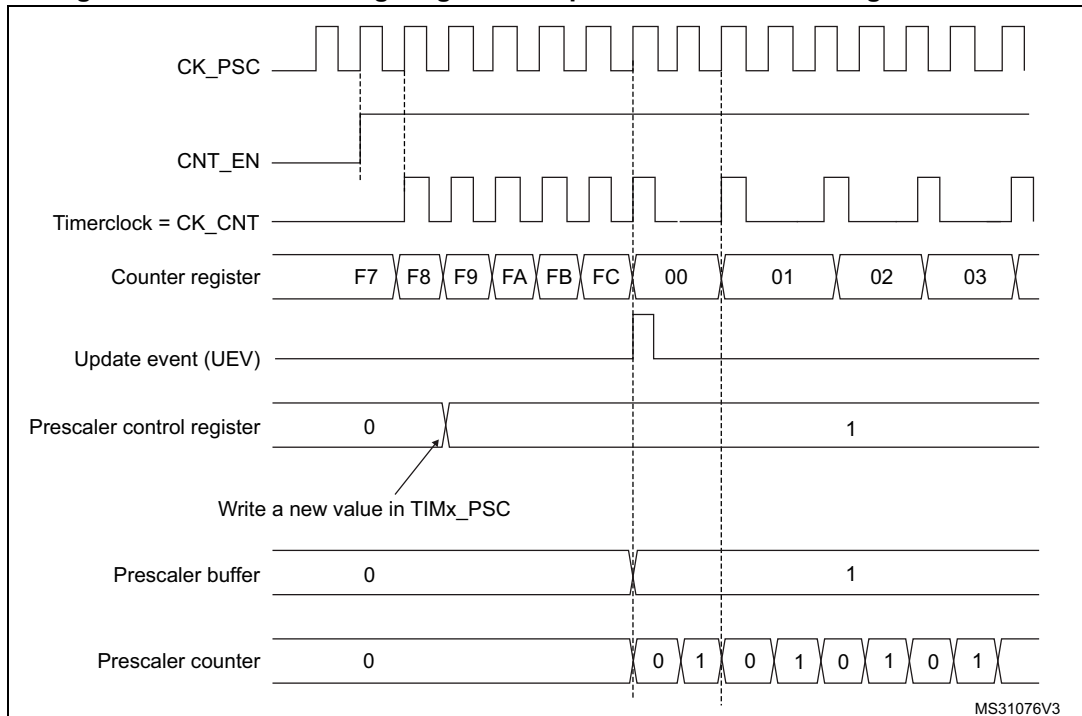 CK_PSC
CNT_EN
Timerclock = CK_CNT
Counter register F7 F8 F9 FA FB FC 00 01 02 03
Update event (UEV)
Prescaler control register 0 1
Write a new value in TIMx_PSC
Prescaler buffer 0 1
Prescaler counter 0 0 1 0 1 0 1 0 1
MS31076V3